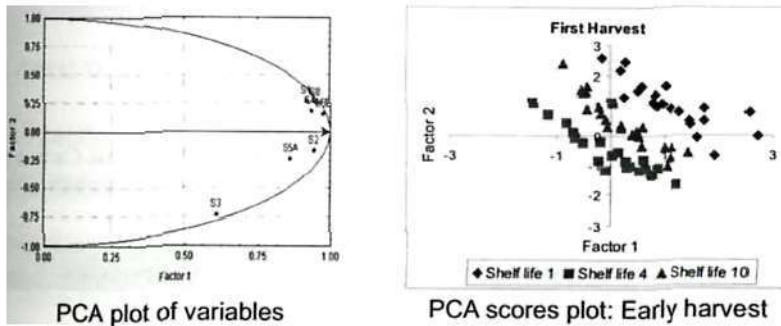 1.00
0.75
0.50
0.25
0.00
-0.25
-0.50
-0.75
-1.00
Factor 2
S5A
S2
S3
0.00
0.25
0.50
0.75
1.00
Factor 1
PCA plot of variables
First Harvest
3
2
1
0
-1
-2
-3
Factor 2
-3
-1
1
3
Factor 1
Shelf life 1
Shelf life 4
Shelf life 10
PCA scores plot: Early harvest